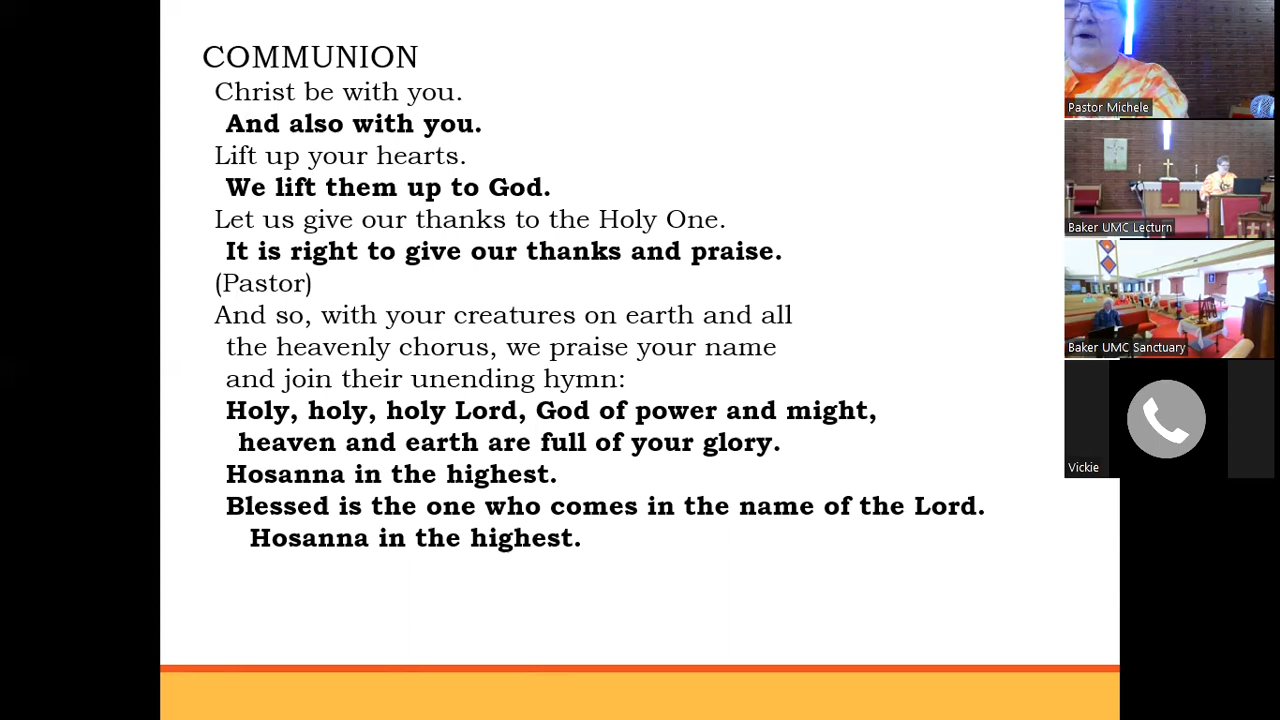 COMMUNION
Christ be with you.
And also with you.
Lift up your hearts.
We lift them up to God.
Let us give our thanks to the Holy One.
It is right to give our thanks and praise.
(Pastor)
And so, with your creatures on earth and all
the heavenly chorus, we praise your name
and join their unending hymn:
Holy, holy, holy Lord, God of power and might,
heaven and earth are full of your glory.
Hosanna in the highest.
Blessed is the one who comes in the name of the Lord.
Hosanna in the highest.
Pastor Michele
Baker UMC Lecturn
Baker UMC Sanctuary
Vickie